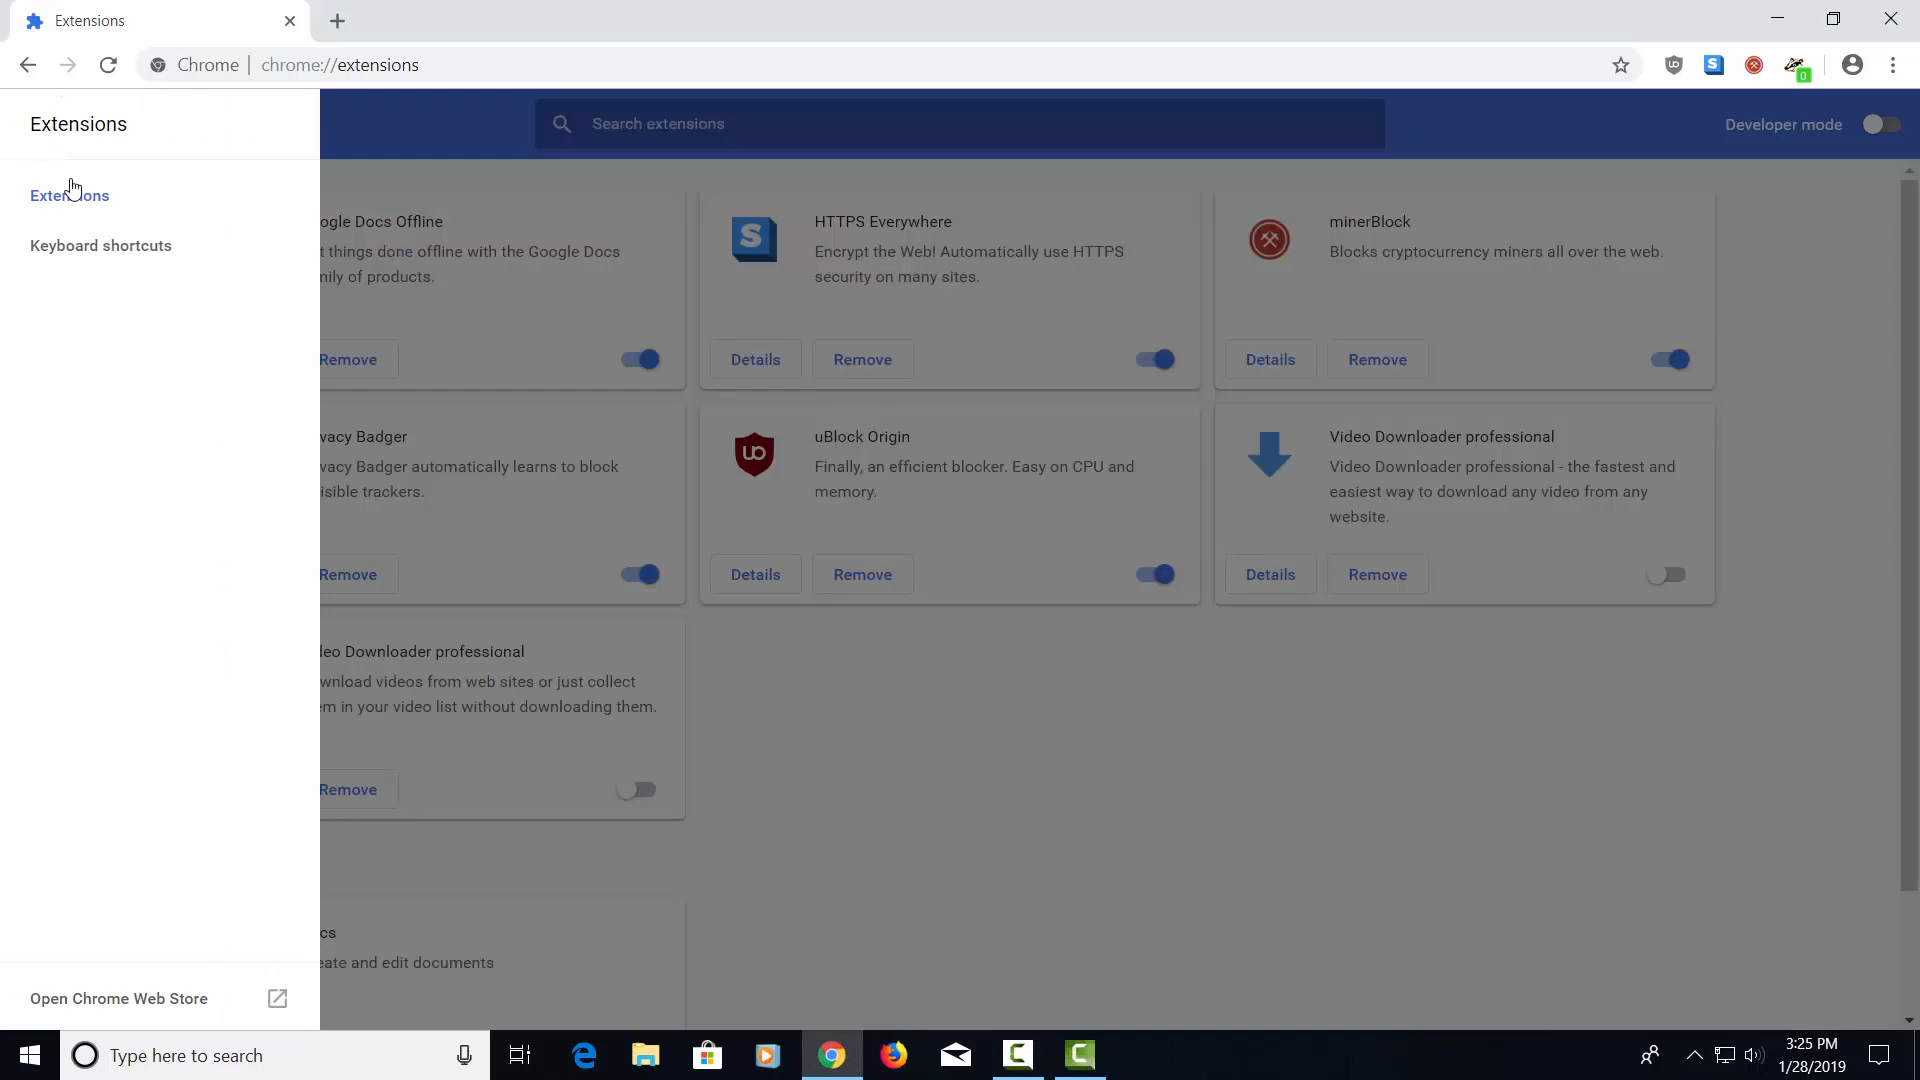 Extensions
Chrome | chrome://extensions
0
Extensions
Search extensions
Developer mode
Extensions
Keyboard shortcuts
ogle Docs Offline
t things done offline with the Google Docs
mily of products.
Remove
HTTPS Everywhere
Encrypt the Web! Automatically use HTTPS
security on many sites.
Details
Remove
minerBlock
Blocks cryptocurrency miners all over the web.
Details
Remove
vacy Badger
vacy Badger automatically learns to block
isible trackers.
Remove
uBlock Origin
Finally, an efficient blocker. Easy on CPU and
memory.
Details
Remove
Video Downloader professional
Video Downloader professional - the fastest and
easiest way to download any video from any
website.
Details
Remove
leo Downloader professional
wnload videos from web sites or just collect
em in your video list without downloading them.
Remove
cs
eate and edit documents
Open Chrome Web Store
Type here to search
3:25 PM
1/28/2019